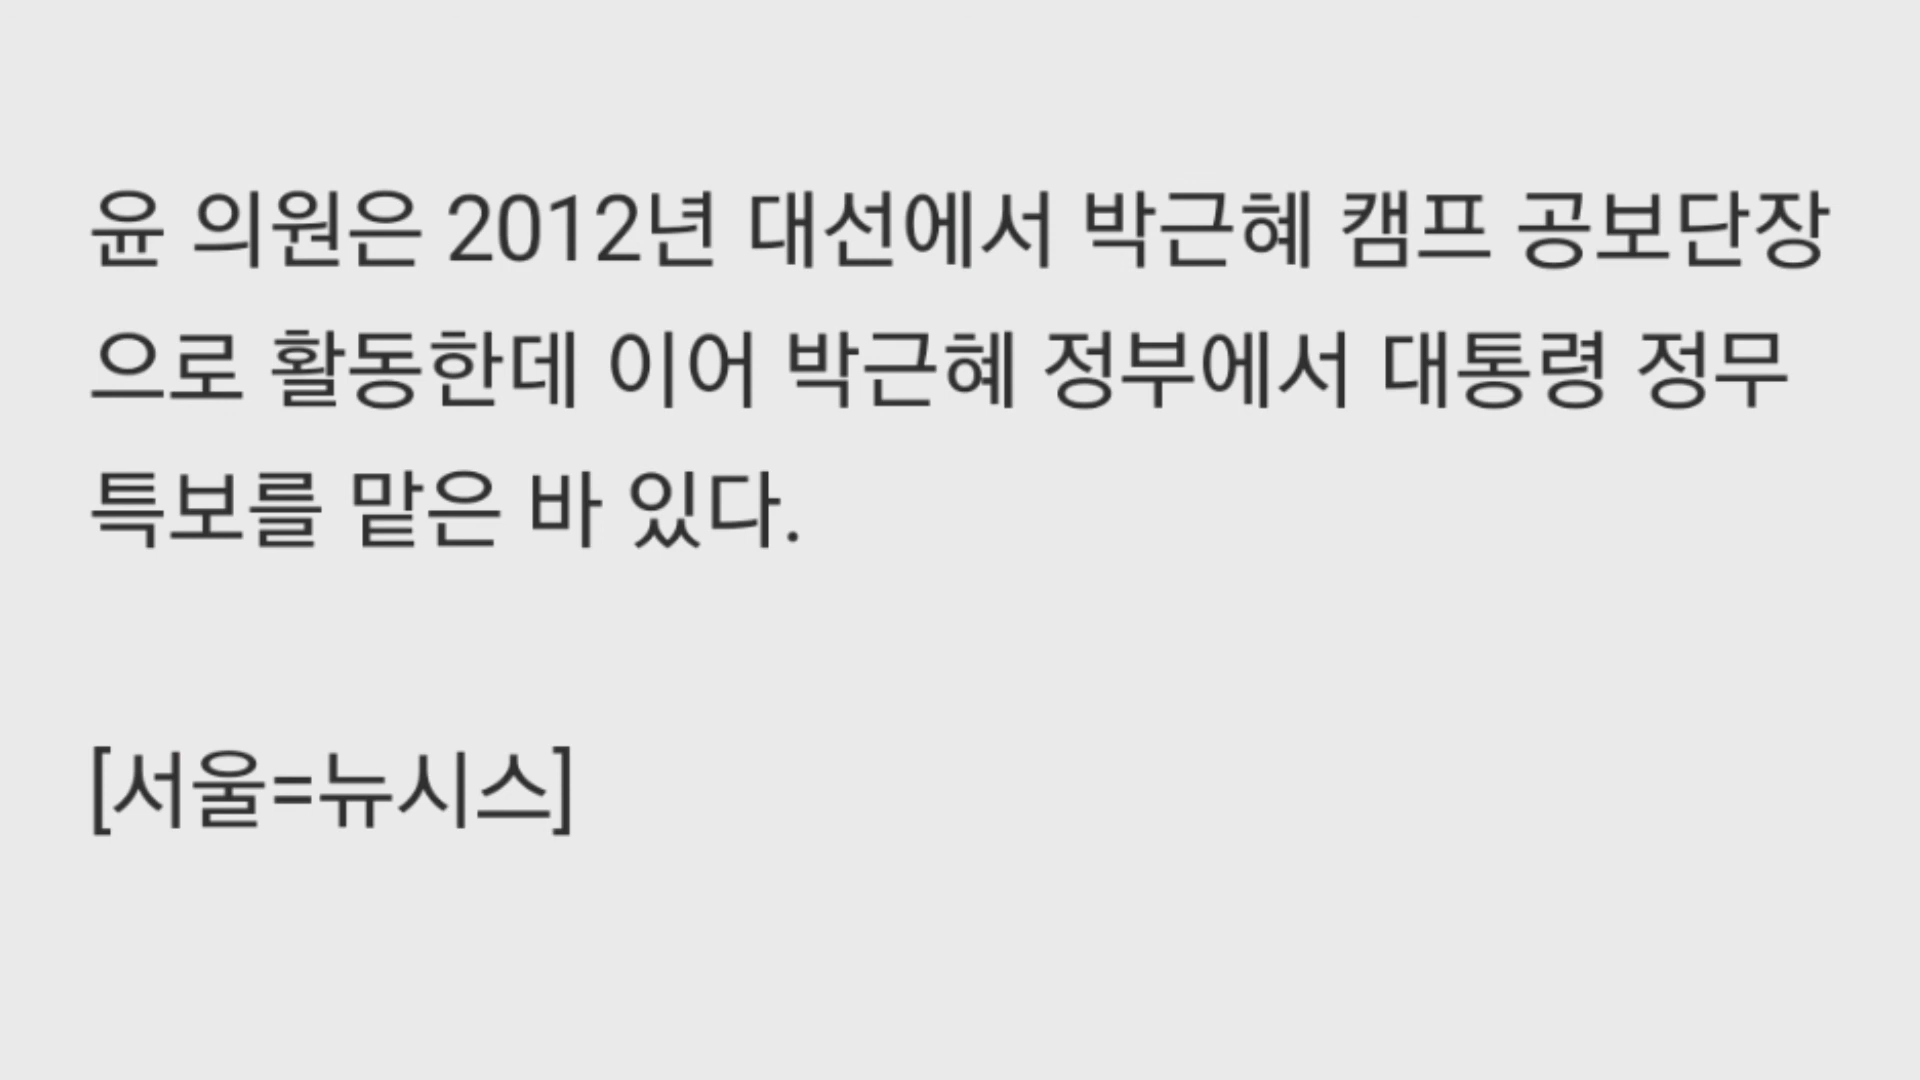 윤 의원은 2012년 대선에서 박근혜 캠프 공보단장
으로 활동한데 이어 박근혜 정부에서 대통령 정무
특보를 맡은 바 있다.
[서울=뉴시스]